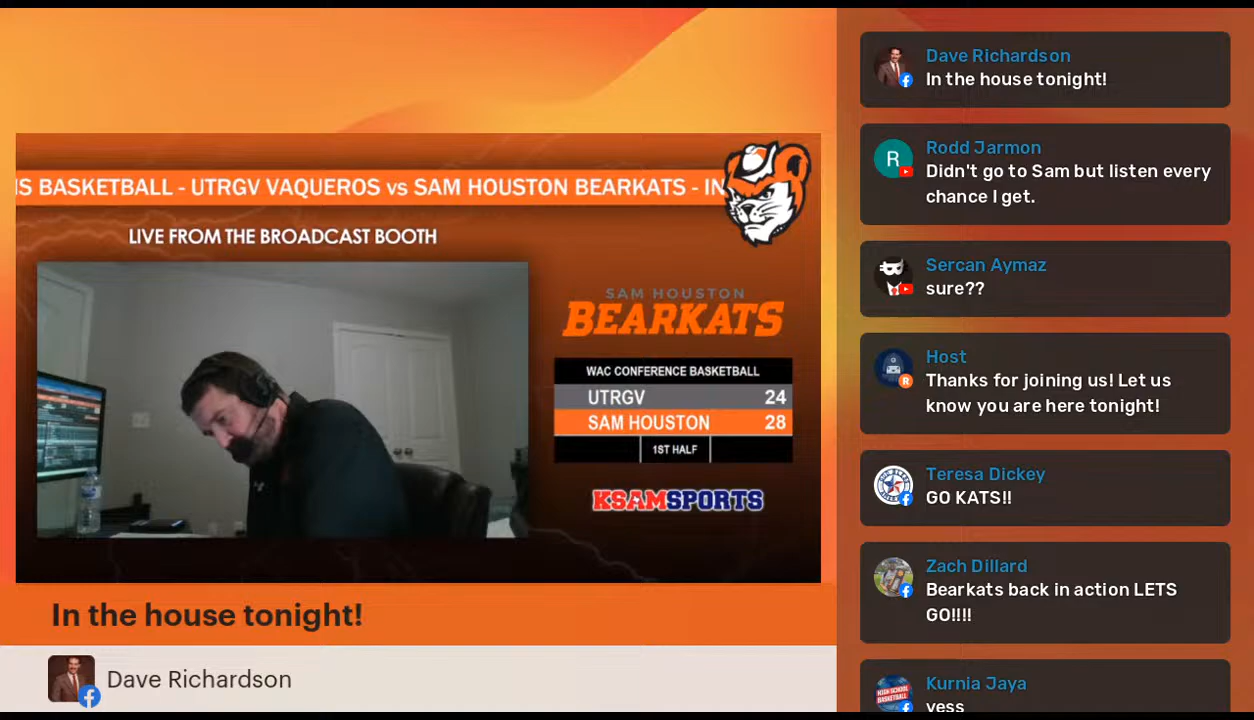 IS BASKETBALL - UTRGV VAQUEROS vs SAM HOUSTON BEARKATS - IN
LIVE FROM THE BROADCAST BOOTH
SAM HOUSTON
BEARKATS
WAC CONFERENCE BASKETBALL
UTRGV 24
SAM HOUSTON 28
1ST HALF
KSAMSPORTS
In the house tonight!
Dave Richardson
Dave Richardson
In the house tonight!
R
Rodd Jarmon
Didn't go to Sam but listen every
chance I get.
Sercan Aymaz
sure??
Host
Thanks for joining us! Let us
know you are here tonight!
Teresa Dickey
GO KATS!!
Zach Dillard
Bearkats back in action LETS
GO!!!!
HIGH SCHOOL
BASKETBALL
Kurnia Jaya
yess